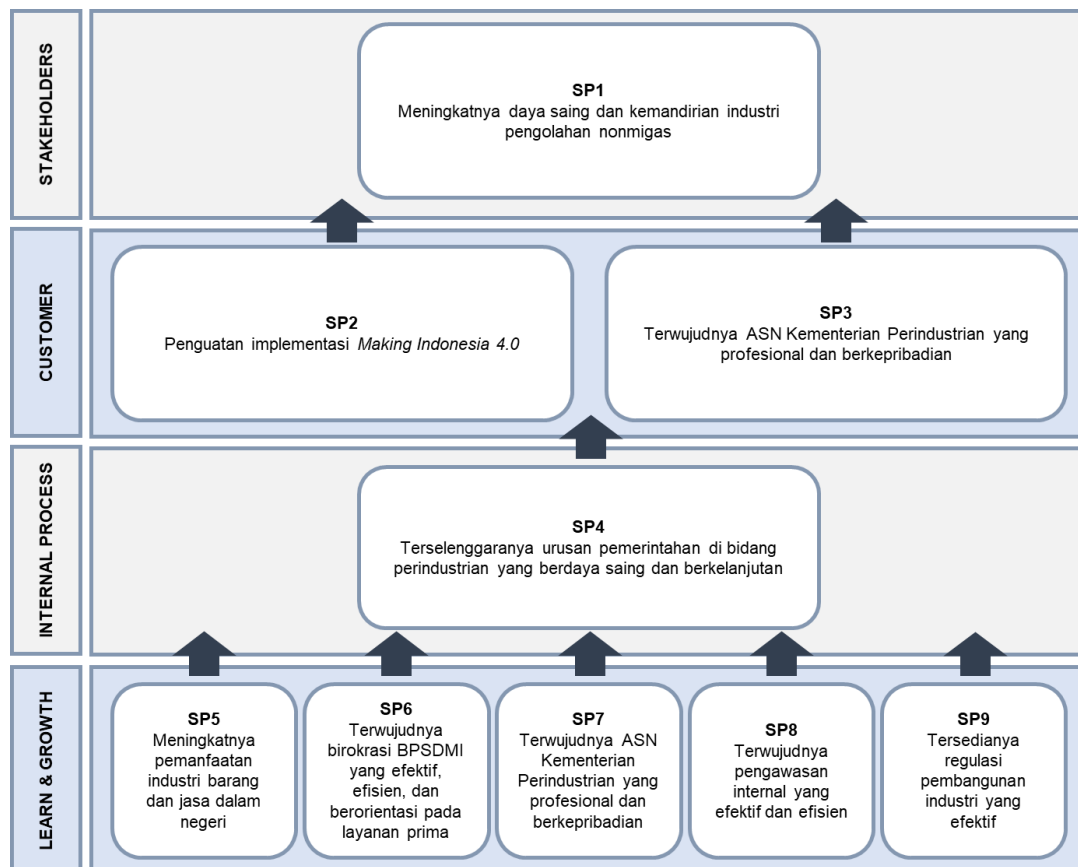 STAKEHOLDERS
SP1
Meningkatnya daya saing dan kemandirian industri
pengolahan nonmigas
CUSTOMER
SP2
Penguatan implementasi Making Indonesia 4.0
SP3
Terwujudnya ASN Kementerian Perindustrian yang
profesional dan berkepribadian
INTERNAL PROCESS
SP4
Terselenggaranya urusan pemerintahan di bidang
perindustrian yang berdaya saing dan berkelanjutan
LEARN & GROWTH
SP5
Meningkatnya
pemanfaatan
industri barang
dan jasa dalam
negeri
SP6
Terwujudnya
birokrasi BPSDMI
yang efektif,
efisien, dan
berorientasi pada
layanan prima
SP7
Terwujudnya ASN
Kementerian
Perindustrian yang
profesional dan
berkepribadian
SP8
Terwujudnya
pengawasan
internal yang
efektif dan efisien
SP9
Tersedianya
regulasi
pembangunan
industri yang
efektif